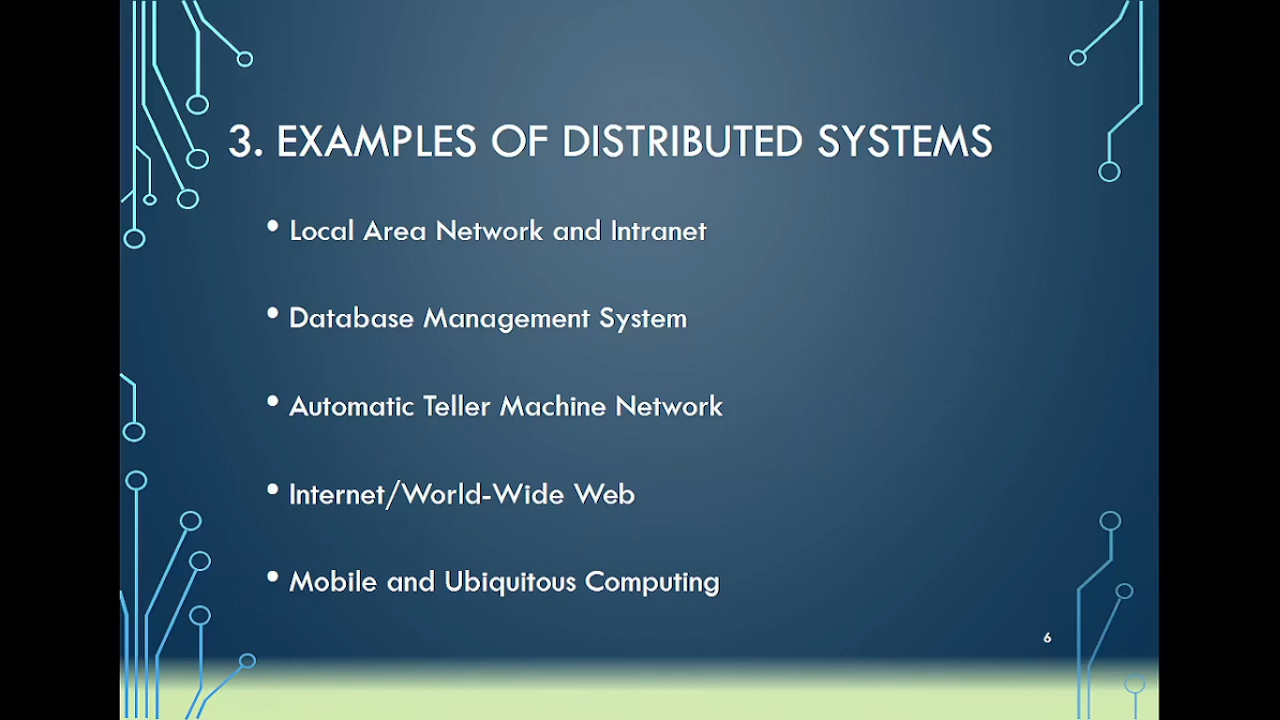 3. EXAMPLES OF DISTRIBUTED SYSTEMS
• Local Area Network and Intranet
• Database Management System
• Automatic Teller Machine Network
• Internet/World-Wide Web
• Mobile and Ubiquitous Computing
6